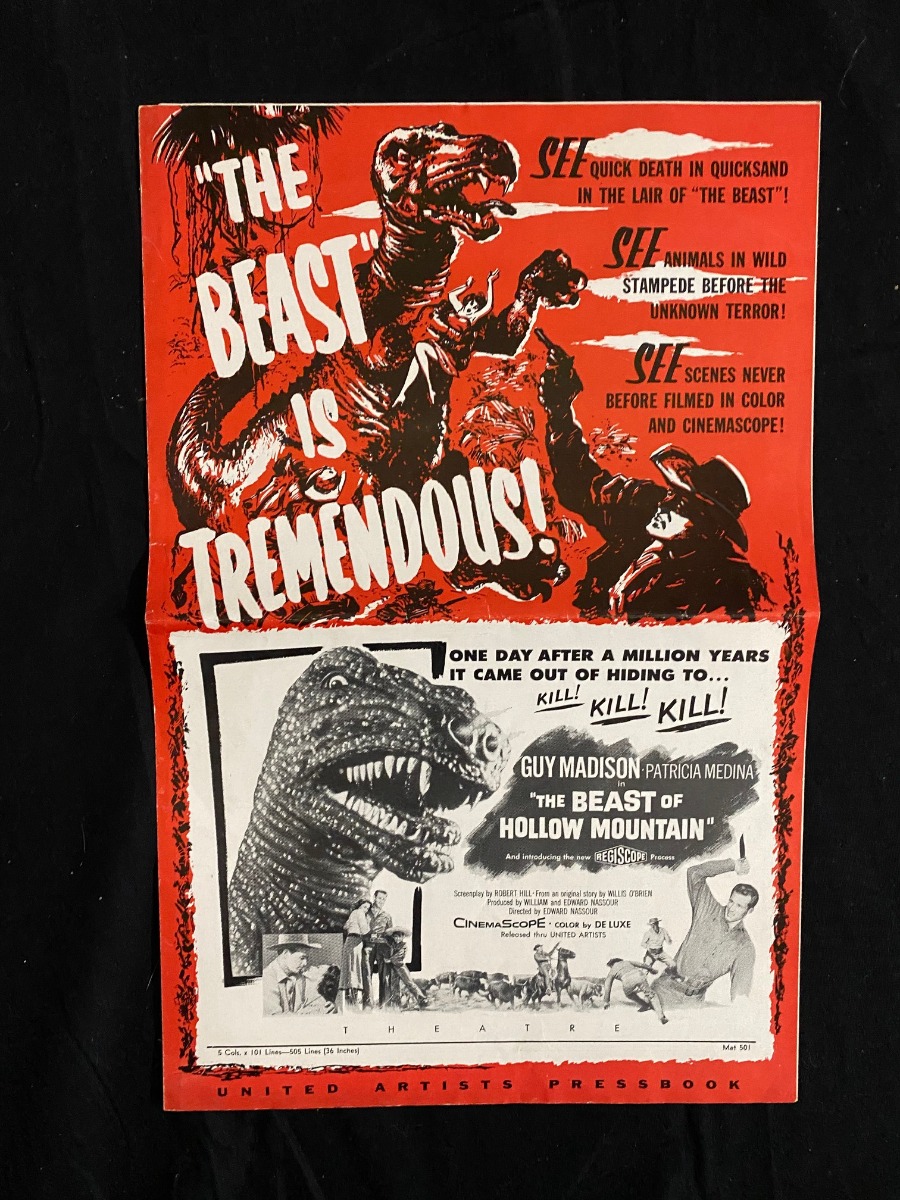 "THE
BEAST"
IS
TREMENDOUS!
SEE QUICK DEATH IN QUICKSAND
IN THE LAIR OF "THE BEAST"!
SEE ANIMALS IN WILD
STAMPEDE BEFORE THE
UNKNOWN TERROR!
SEE SCENES NEVER
BEFORE FILMED IN COLOR
AND CINEMASCOPE!
ONE DAY AFTER A MILLION YEARS
IT CAME OUT OF HIDING TO...
KILL! KILL! KILL!
GUY MADISON · PATRICIA MEDINA
in
"THE BEAST OF
HOLLOW MOUNTAIN"
And introducing the new REGISCOPE Process
Screenplay by ROBERT HILL · From an original story by WILLIS O'BRIEN
Produced by WILLIAM and EDWARD NASSOUR
Directed by EDWARD NASSOUR
CINEMASCOPE · COLOR by DE LUXE
Released thru UNITED ARTISTS
THEATRE
5 Cols. x 101 Lines—505 Lines (36 Inches)
Mat 501
UNITED ARTISTS PRESSBOOK